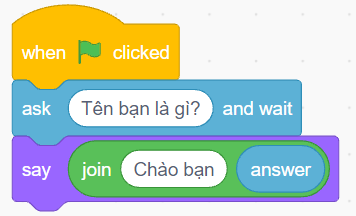 when clicked
ask Tên bạn là gì? and wait
say join Chào bạn answer